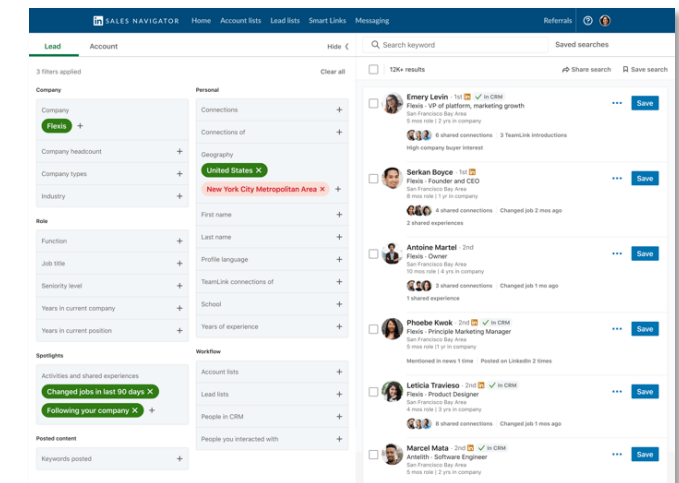 in SALES NAVIGATOR Home Account lists Lead lists Smart Links Messaging Referrals
Lead Account Hide
3 filters applied Clear all
Company
Company
Flexis ✕ +
Company headcount +
Company types +
Industry +
Role
Function +
Job title +
Seniority level +
Years in current company +
Years in current position +
Spotlights
Activities and shared experiences
Changed jobs in last 90 days ✕
Following your company ✕ +
Posted content
Keywords posted +
Personal
Connections +
Connections of +
Geography
United States ✕
New York City Metropolitan Area ✕ +
First name +
Last name +
Profile language +
TeamLink connections of +
School +
Years of experience +
Workflow
Account lists +
Lead lists +
People in CRM +
People you interacted with +
Search keyword Saved searches
12K+ results Share search Save search
Emery Levin · 1st in ✓ In CRM
Flexis - VP of platform, marketing growth
San Francisco Bay Area
5 mos role | 2 yrs in company
6 shared connections 3 TeamLink introductions
High company buyer interest
Save
Serkan Boyce · 1st in
Flexis - Founder and CEO
San Francisco Bay Area
8 mos role | 1 yr in company
4 shared connections Changed job 2 mos ago
2 shared experiences
Save
Antoine Martel · 2nd
Flexis - Owner
San Francisco Bay Area
10 mos role | 4 yrs in company
3 shared connections Changed job 1 mo ago
1 shared experience
Save
Phoebe Kwok · 2nd in ✓ In CRM
Flexis - Principle Marketing Manager
San Francisco Bay Area
5 mos role |1 yr in company
Mentioned in news 1 time Posted on LinkedIn 2 times
Save
Leticia Travieso · 2nd in ✓ In CRM
Flexis - Product Designer
San Francisco Bay Area
4 mos role | 3 yrs in company
8 shared connections Changed job 1 mos ago
Save
Marcel Mata · 2nd in ✓ In CRM
Antelith - Software Engineer
San Francisco Bay Area
5 mos role | 2 yrs in company
Save